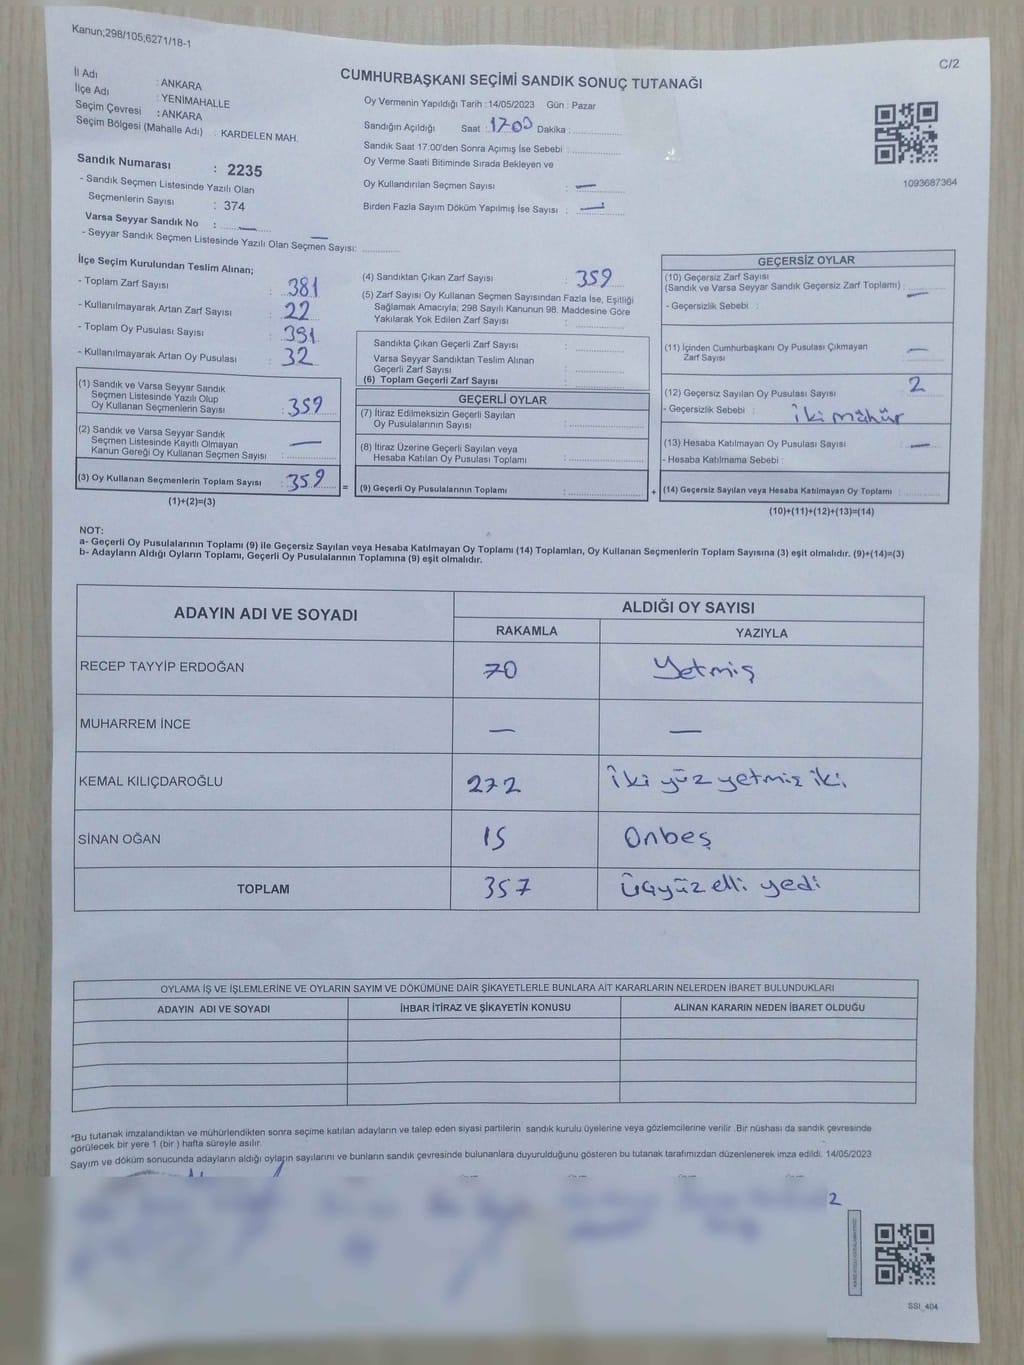 Kanun;298/105;6271/18-1
C/2
CUMHURBAŞKANI SEÇİMİ SANDIK SONUÇ TUTANAĞI
İl Adı : ANKARA
İlçe Adı : YENİMAHALLE
Seçim Çevresi : ANKARA
Seçim Bölgesi (Mahalle Adı) : KARDELEN MAH.
Oy Vermenin Yapıldığı Tarih :14/05/2023 Gün : Pazar
Sandığın Açıldığı Saat : 17:00 Dakika :
Sandık Saat 17:00'den Sonra Açımış İse Sebebi :
Oy Verme Saati Bitiminde Sırada Bekleyen ve
Oy Kullandırılan Seçmen Sayısı : —
Birden Fazla Sayım Döküm Yapılmış İse Sayısı : —
1093687364
Sandık Numarası : 2235
- Sandık Seçmen Listesinde Yazılı Olan
Seçmenlerin Sayısı : 374
Varsa Seyyar Sandık No : —
- Seyyar Sandık Seçmen Listesinde Yazılı Olan Seçmen Sayısı: —
İlçe Seçim Kurulundan Teslim Alınan;
- Toplam Zarf Sayısı : 381
- Kullanılmayarak Artan Zarf Sayısı : 22
- Toplam Oy Pusulası Sayısı : 391
- Kullanılmayarak Artan Oy Pusulası : 32
(1) Sandık ve Varsa Seyyar Sandık
Seçmen Listesinde Yazılı Olup
Oy Kullanan Seçmenlerin Sayısı : 359
(2) Sandık ve Varsa Seyyar Sandık
Seçmen Listesinde Kayıtlı Olmayan
Kanun Gereği Oy Kullanan Seçmen Sayısı : —
(3) Oy Kullanan Seçmenlerin Toplam Sayısı : 359
(1)+(2)=(3)
=
(4) Sandıktan Çıkan Zarf Sayısı : 359
(5) Zarf Sayısı Oy Kullanan Seçmen Sayısından Fazla İse, Eşitliği
Sağlamak Amacıyla; 298 Sayılı Kanunun 98. Maddesine Göre
Yakılarak Yok Edilen Zarf Sayısı :
Sandıkta Çıkan Geçerli Zarf Sayısı :
Varsa Seyyar Sandıktan Teslim Alınan
Geçerli Zarf Sayısı :
(6) Toplam Geçerli Zarf Sayısı :
GEÇERLİ OYLAR
(7) İtiraz Edilmeksizin Geçerli Sayılan
Oy Pusulalarının Sayısı :
(8) İtiraz Üzerine Geçerli Sayılan veya
Hesaba Katılan Oy Pusulası Toplamı :
(9) Geçerli Oy Pusulalarının Toplamı :
+
GEÇERSİZ OYLAR
(10) Geçersiz Zarf Sayısı
(Sandık ve Varsa Seyyar Sandık Geçersiz Zarf Toplamı) : —
- Geçersizlik Sebebi :
(11) İçinden Cumhurbaşkanı Oy Pusulası Çıkmayan
Zarf Sayısı : —
(12) Geçersiz Sayılan Oy Pusulası Sayısı : 2
- Geçersizlik Sebebi : İki mühür
(13) Hesaba Katılmayan Oy Pusulası Sayısı : —
- Hesaba Katılmama Sebebi :
(14) Geçersiz Sayılan veya Hesaba Katılmayan Oy Toplamı :
(10)+(11)+(12)+(13)=(14)
NOT:
a- Geçerli Oy Pusulalarının Toplamı (9) ile Geçersiz Sayılan veya Hesaba Katılmayan Oy Toplamı (14) Toplamları, Oy Kullanan Seçmenlerin Toplam Sayısına (3) eşit olmalıdır. (9)+(14)=(3)
b- Adayların Aldığı Oyların Toplamı, Geçerli Oy Pusulalarının Toplamına (9) eşit olmalıdır.
ADAYIN ADI VE SOYADI ALDIĞI OY SAYISI
RAKAMLA YAZIYLA
RECEP TAYYİP ERDOĞAN 70 Yetmiş
MUHARREM İNCE — —
KEMAL KILIÇDAROĞLU 272 İki yüz yetmiş iki
SİNAN OĞAN 15 Onbeş
TOPLAM 357 Üçyüz elli yedi
OYLAMA İŞ VE İŞLEMLERİNE VE OYLARIN SAYIM VE DÖKÜMÜNE DAİR ŞİKAYETLERLE BUNLARA AİT KARARLARIN NELERDEN İBARET BULUNDUKLARI
ADAYIN ADI VE SOYADI İHBAR İTİRAZ VE ŞİKAYETİN KONUSU ALINAN KARARIN NEDEN İBARET OLDUĞU
*Bu tutanak imzalandıktan ve mühürlendikten sonra seçime katılan adayların ve talep eden siyasi partilerin sandık kurulu üyelerine veya gözlemcilerine verilir .Bir nüshası da sandık çevresinde
görülecek bir yere 1 (bir ) hafta süreyle asılır.
Sayım ve döküm sonucunda adayların aldığı oyların sayılarını ve bunların sandık çevresinde bulunanlara duyurulduğunu gösteren bu tutanak tarafımızdan düzenlenerek imza edildi. 14/05/2023
2
SSI_404